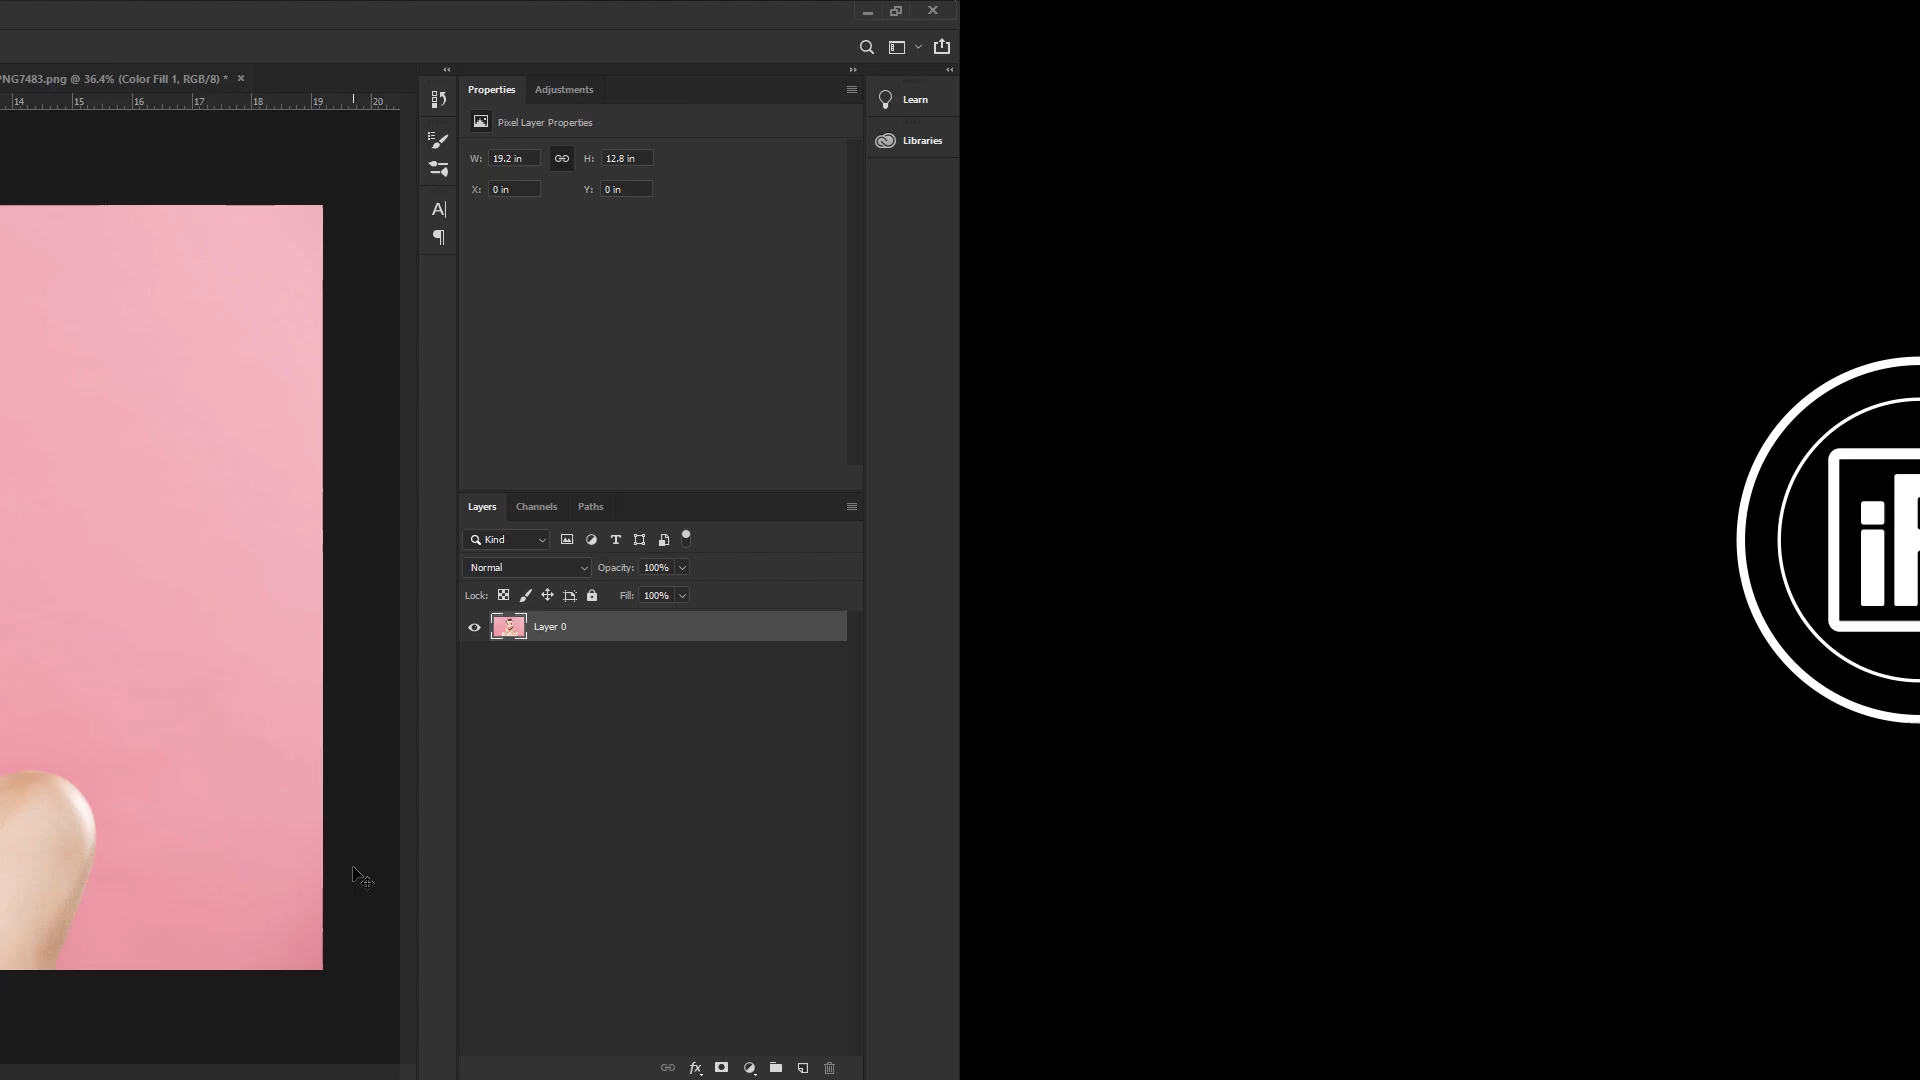 PNG7483.png @ 36.4% (Color Fill 1, RGB/8) *
14 15 16 17 18 19 20
Properties Adjustments
Pixel Layer Properties
W: 19.2 in H: 12.8 in
X: 0 in Y: 0 in
Learn
Libraries
Layers Channels Paths
Kind
Normal Opacity: 100%
Lock: Fill: 100%
Layer 0
fx
i